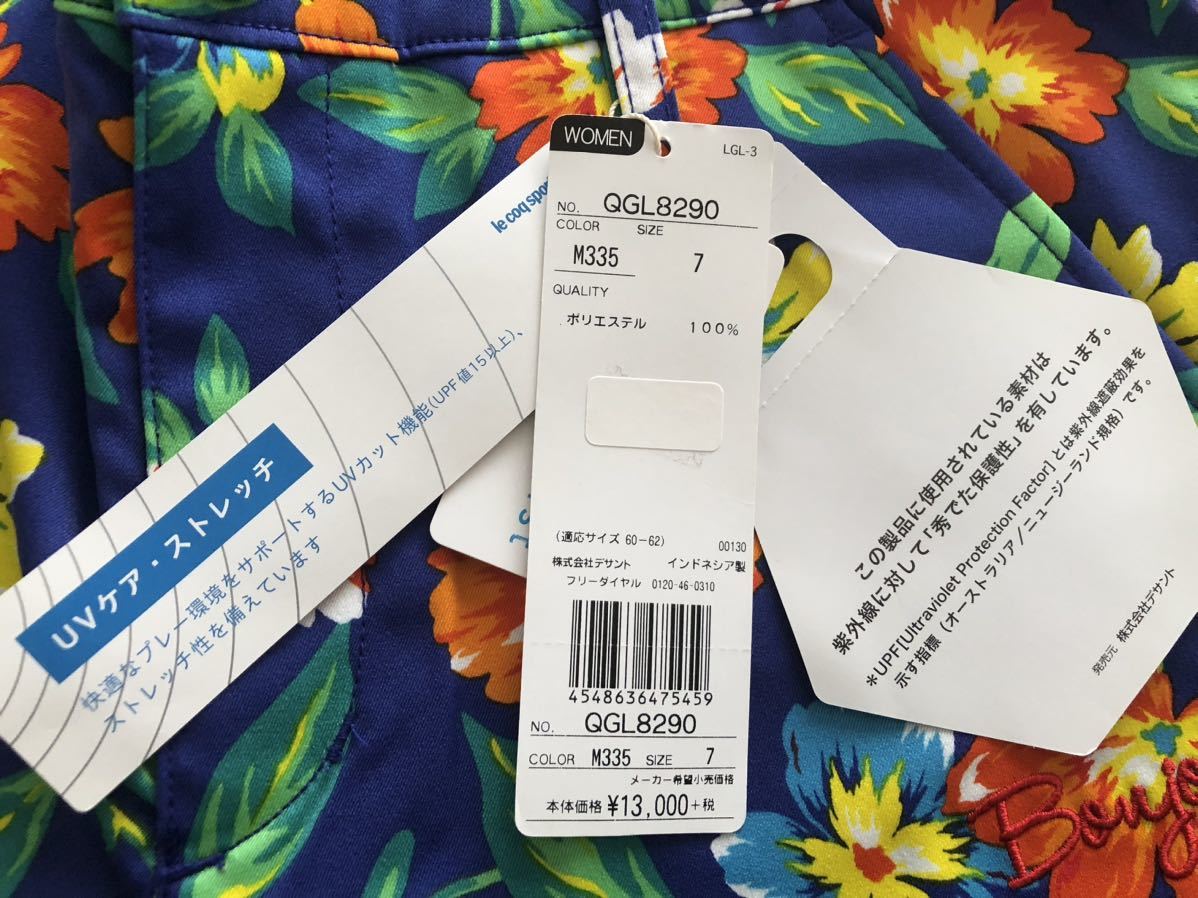 WOMEN
LGL-3
NO. QGL8290
COLOR SIZE
M335 7
QUALITY
ポリエステル 100%
(適応サイズ 60-62)
00130
株式会社デサント インドネシア製
フリーダイヤル 0120-46-0310
4548636475459
NO. QGL8290
COLOR M335 SIZE 7
メーカー希望小売価格
本体価格 ¥13,000+税
le coq spor
UVケア・ストレッチ
快適なプレー環境をサポートするUVカット機能(UPF値15以上)、
ストレッチ性を備えています
この製品に使用されている素材は
紫外線に対して「秀でた保護性」を有しています。
*UPF[Ultraviolet Protection Factor]とは紫外線遮蔽効果を
示す指標(オーストラリア/ニュージーランド規格)です。
発売元 株式会社デサント
Bonjo